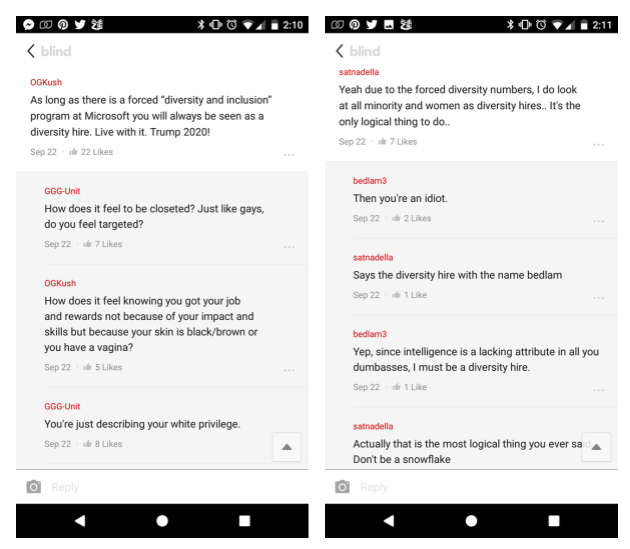 2:10
blind
OGKush
As long as there is a forced “diversity and inclusion”
program at Microsoft you will always be seen as a
diversity hire. Live with it. Trump 2020!
Sep 22 · 22 Likes
GGG-Unit
How does it feel to be closeted? Just like gays,
do you feel targeted?
Sep 22 · 7 Likes
OGKush
How does it feel knowing you got your job
and rewards not because of your impact and
skills but because your skin is black/brown or
you have a vagina?
Sep 22 · 5 Likes
GGG-Unit
You're just describing your white privilege.
Sep 22 · 8 Likes
Reply
2:11
blind
satnadella
Yeah due to the forced diversity numbers, I do look
at all minority and women as diversity hires.. It's the
only logical thing to do..
Sep 22 · 7 Likes
bedlam3
Then you're an idiot.
Sep 22 · 2 Likes
satnadella
Says the diversity hire with the name bedlam
Sep 22 · 1 Like
bedlam3
Yep, since intelligence is a lacking attribute in all you
dumbasses, I must be a diversity hire.
Sep 22 · 1 Like
satnadella
Actually that is the most logical thing you ever
Don't be a snowflake
Reply